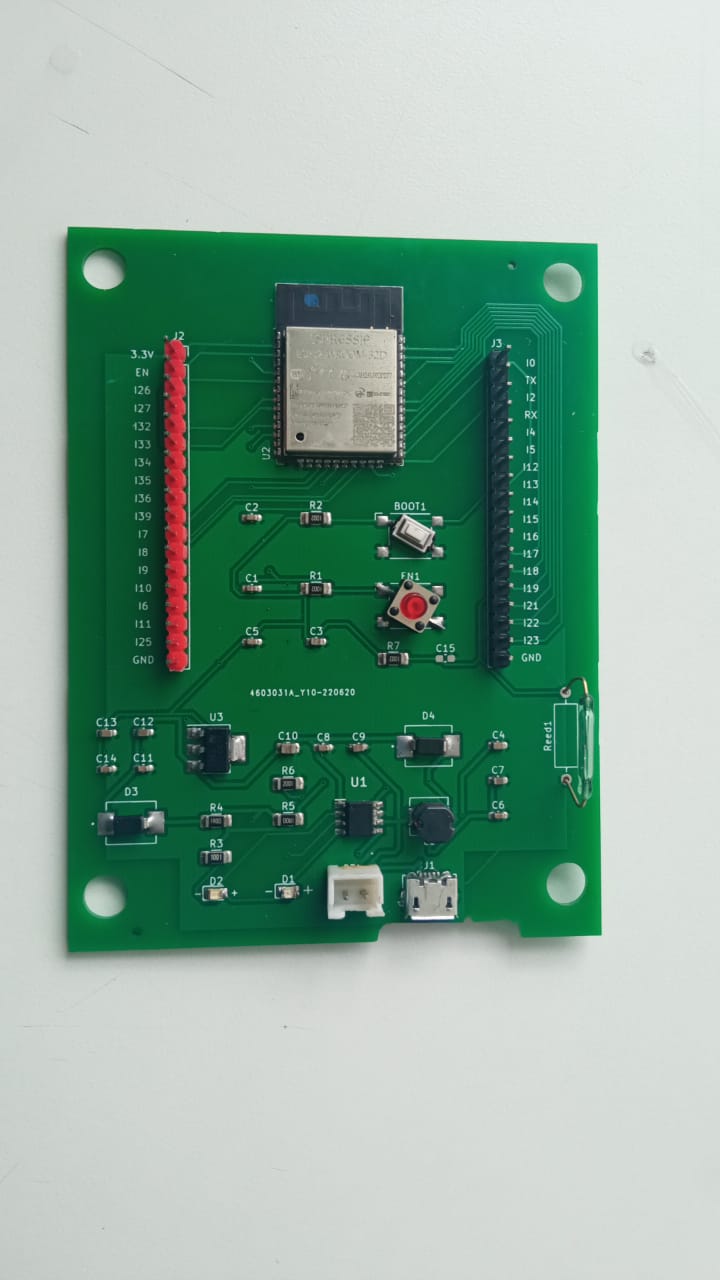 J2
J3
3.3V
EN
I26
I27
I32
I33
I34
I35
I36
I39
I7
I8
I9
I10
I6
I11
I25
GND
IO
TX
I2
RX
I4
I5
I12
I13
I14
I15
I16
I17
I18
I19
I21
I22
I23
GND
U2
C2
R2
BOOT1
C1
R1
EN1
C5
C3
R7
C15
4603031A_Y10-220620
Reed1
C13
C12
U3
C10
C8
C9
D4
C4
C14
C11
R6
U1
C7
D3
R4
R5
C6
R3
D2
+
-
D1
+
J1